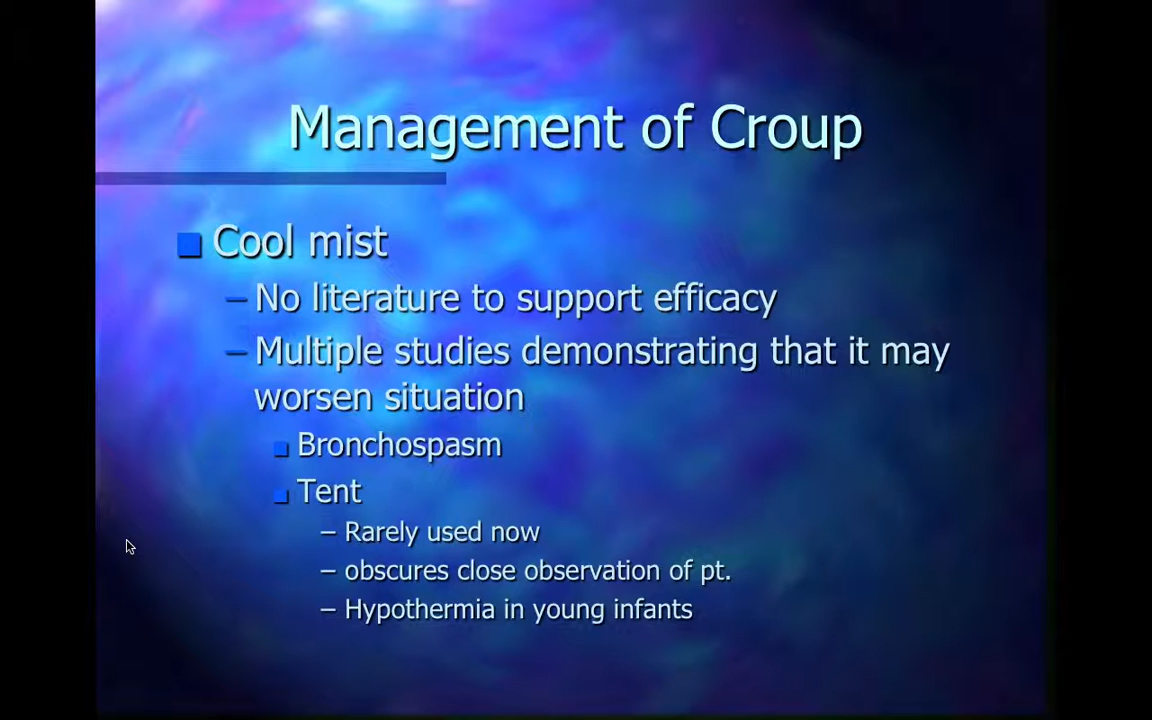 Management of Croup
Cool mist
– No literature to support efficacy
– Multiple studies demonstrating that it may
worsen situation
Bronchospasm
Tent
– Rarely used now
– obscures close observation of pt.
– Hypothermia in young infants